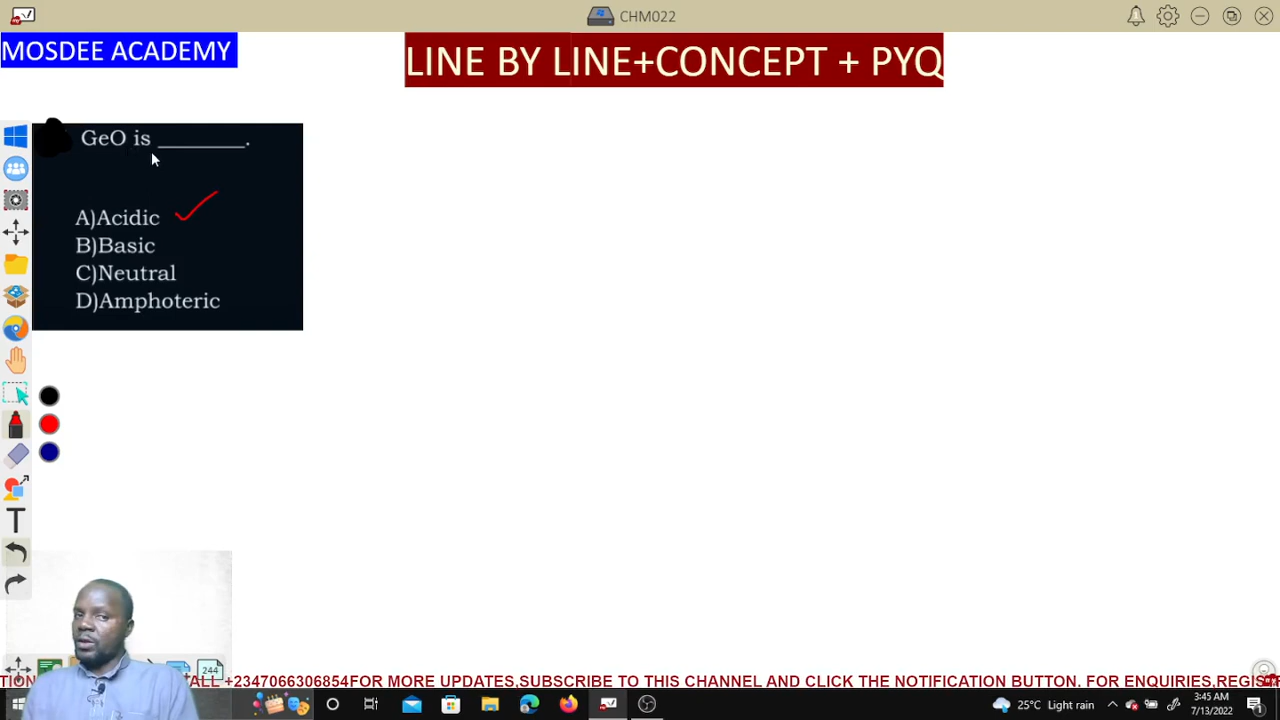 CHM022
MOSDEE ACADEMY
LINE BY LINE+CONCEPT + PYQ
GeO is ________.
A)Acidic
B)Basic
C)Neutral
D)Amphoteric
T
244
ALL +2347066306854FOR MORE UPDATES,SUBSCRIBE TO THIS CHANNEL AND CLICK THE NOTIFICATION BUTTON. FOR ENQUIRIES,REGIS
25°C Light rain
3:45 AM
7/13/2022